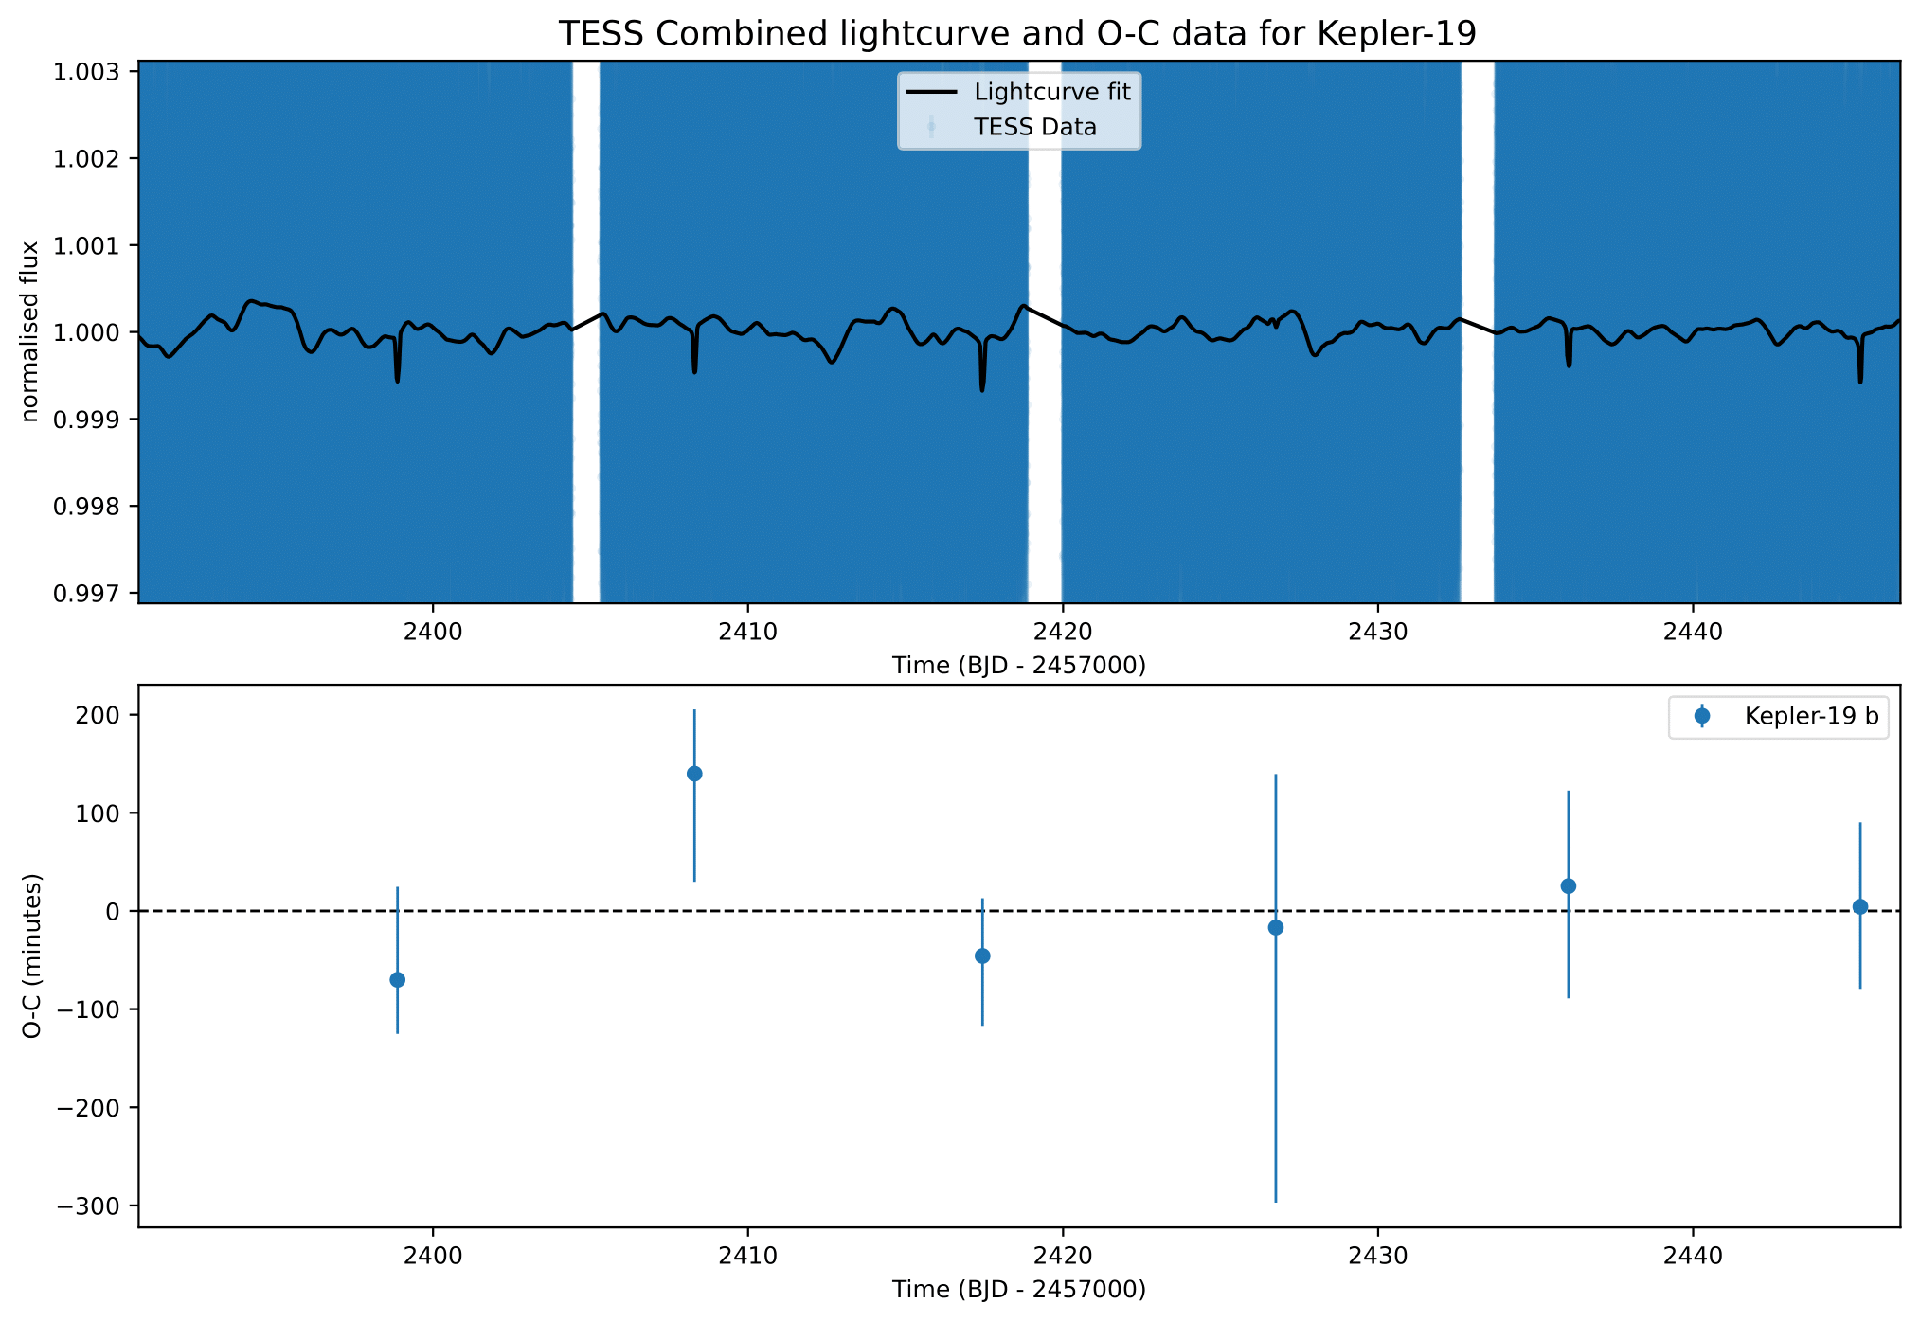 TESS Combined lightcurve and O-C data for Kepler-19
Lightcurve fit
TESS Data
normalised flux
1.003
1.002
1.001
1.000
0.999
0.998
0.997
2400 2410 2420 2430 2440
Time (BJD - 2457000)
Kepler-19 b
O-C (minutes)
200
100
0
−100
−200
−300
2400 2410 2420 2430 2440
Time (BJD - 2457000)